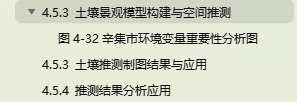 4.5.3 土壤景观模型构建与空间推测
图 4-32 辛集市环境变量重要性分析图
4.5.3 土壤推测制图结果与应用
4.5.4 推测结果分析应用